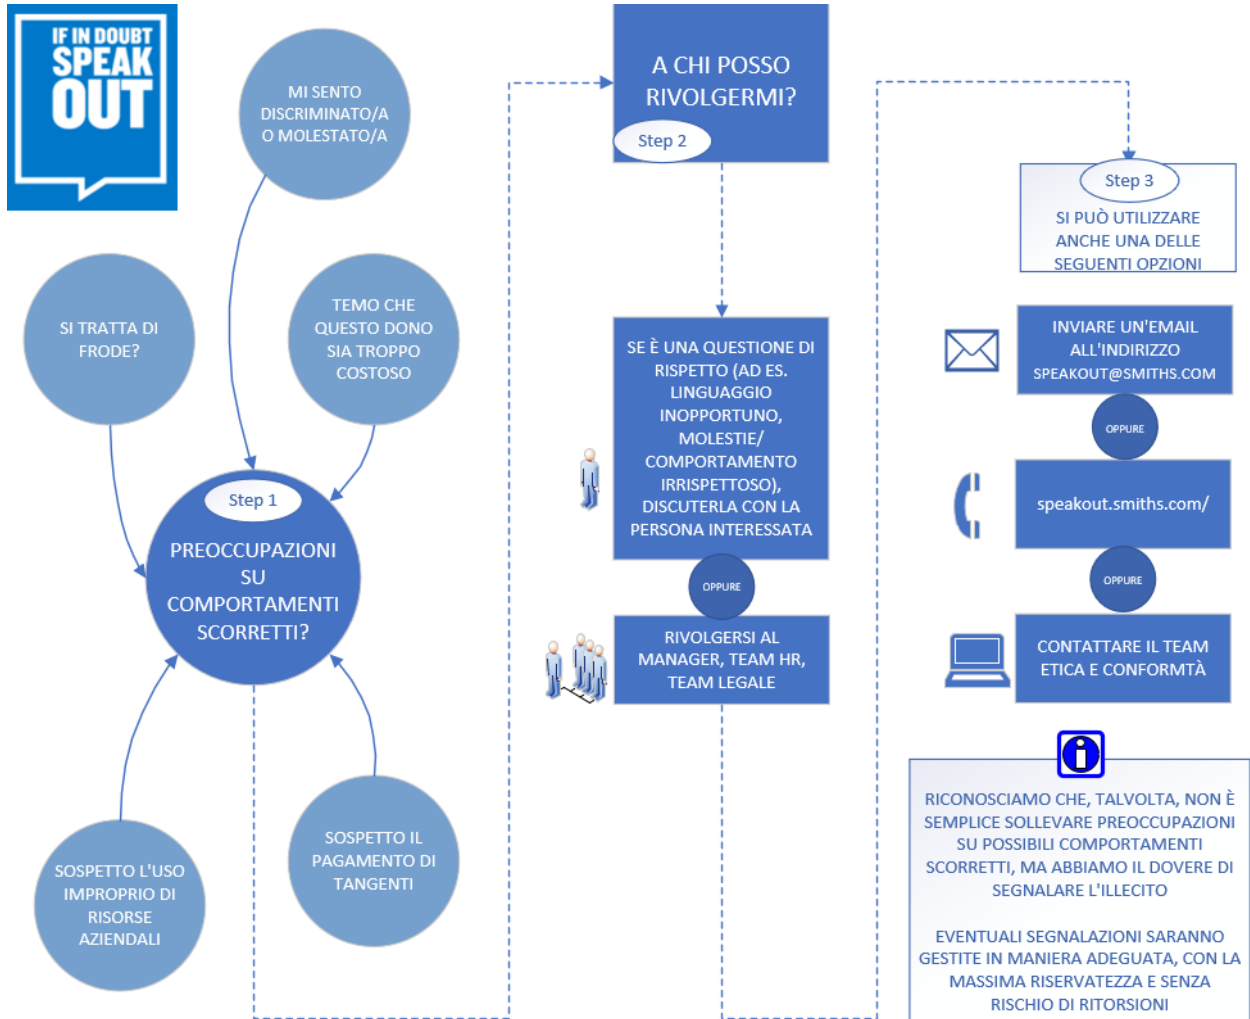 IF IN DOUBT
SPEAK
OUT
MI SENTO
DISCRIMINATO/A
O MOLESTATO/A
SI TRATTA DI
FRODE?
TEMO CHE
QUESTO DONO
SIA TROPPO
COSTOSO
Step 1
PREOCCUPAZIONI
SU
COMPORTAMENTI
SCORRETTI?
SOSPETTO L'USO
IMPROPRIO DI
RISORSE
AZIENDALI
SOSPETTO IL
PAGAMENTO DI
TANGENTI
A CHI POSSO
RIVOLGERMI?
Step 2
SE È UNA QUESTIONE DI
RISPETTO (AD ES.
LINGUAGGIO
INOPPORTUNO,
MOLESTIE/
COMPORTAMENTO
IRRISPETTOSO),
DISCUTERLA CON LA
PERSONA INTERESSATA
OPPURE
RIVOLGERSI AL
MANAGER, TEAM HR,
TEAM LEGALE
Step 3
SI PUÒ UTILIZZARE
ANCHE UNA DELLE
SEGUENTI OPZIONI
INVIARE UN'EMAIL
ALL'INDIRIZZO
SPEAKOUT@SMITHS.COM
OPPURE
speakout.smiths.com/
OPPURE
CONTATTARE IL TEAM
ETICA E CONFORMTÀ
RICONOSCIAMO CHE, TALVOLTA, NON È
SEMPLICE SOLLEVARE PREOCCUPAZIONI
SU POSSIBILI COMPORTAMENTI
SCORRETTI, MA ABBIAMO IL DOVERE DI
SEGNALARE L'ILLECITO
EVENTUALI SEGNALAZIONI SARANNO
GESTITE IN MANIERA ADEGUATA, CON LA
MASSIMA RISERVATEZZA E SENZA
RISCHIO DI RITORSIONI